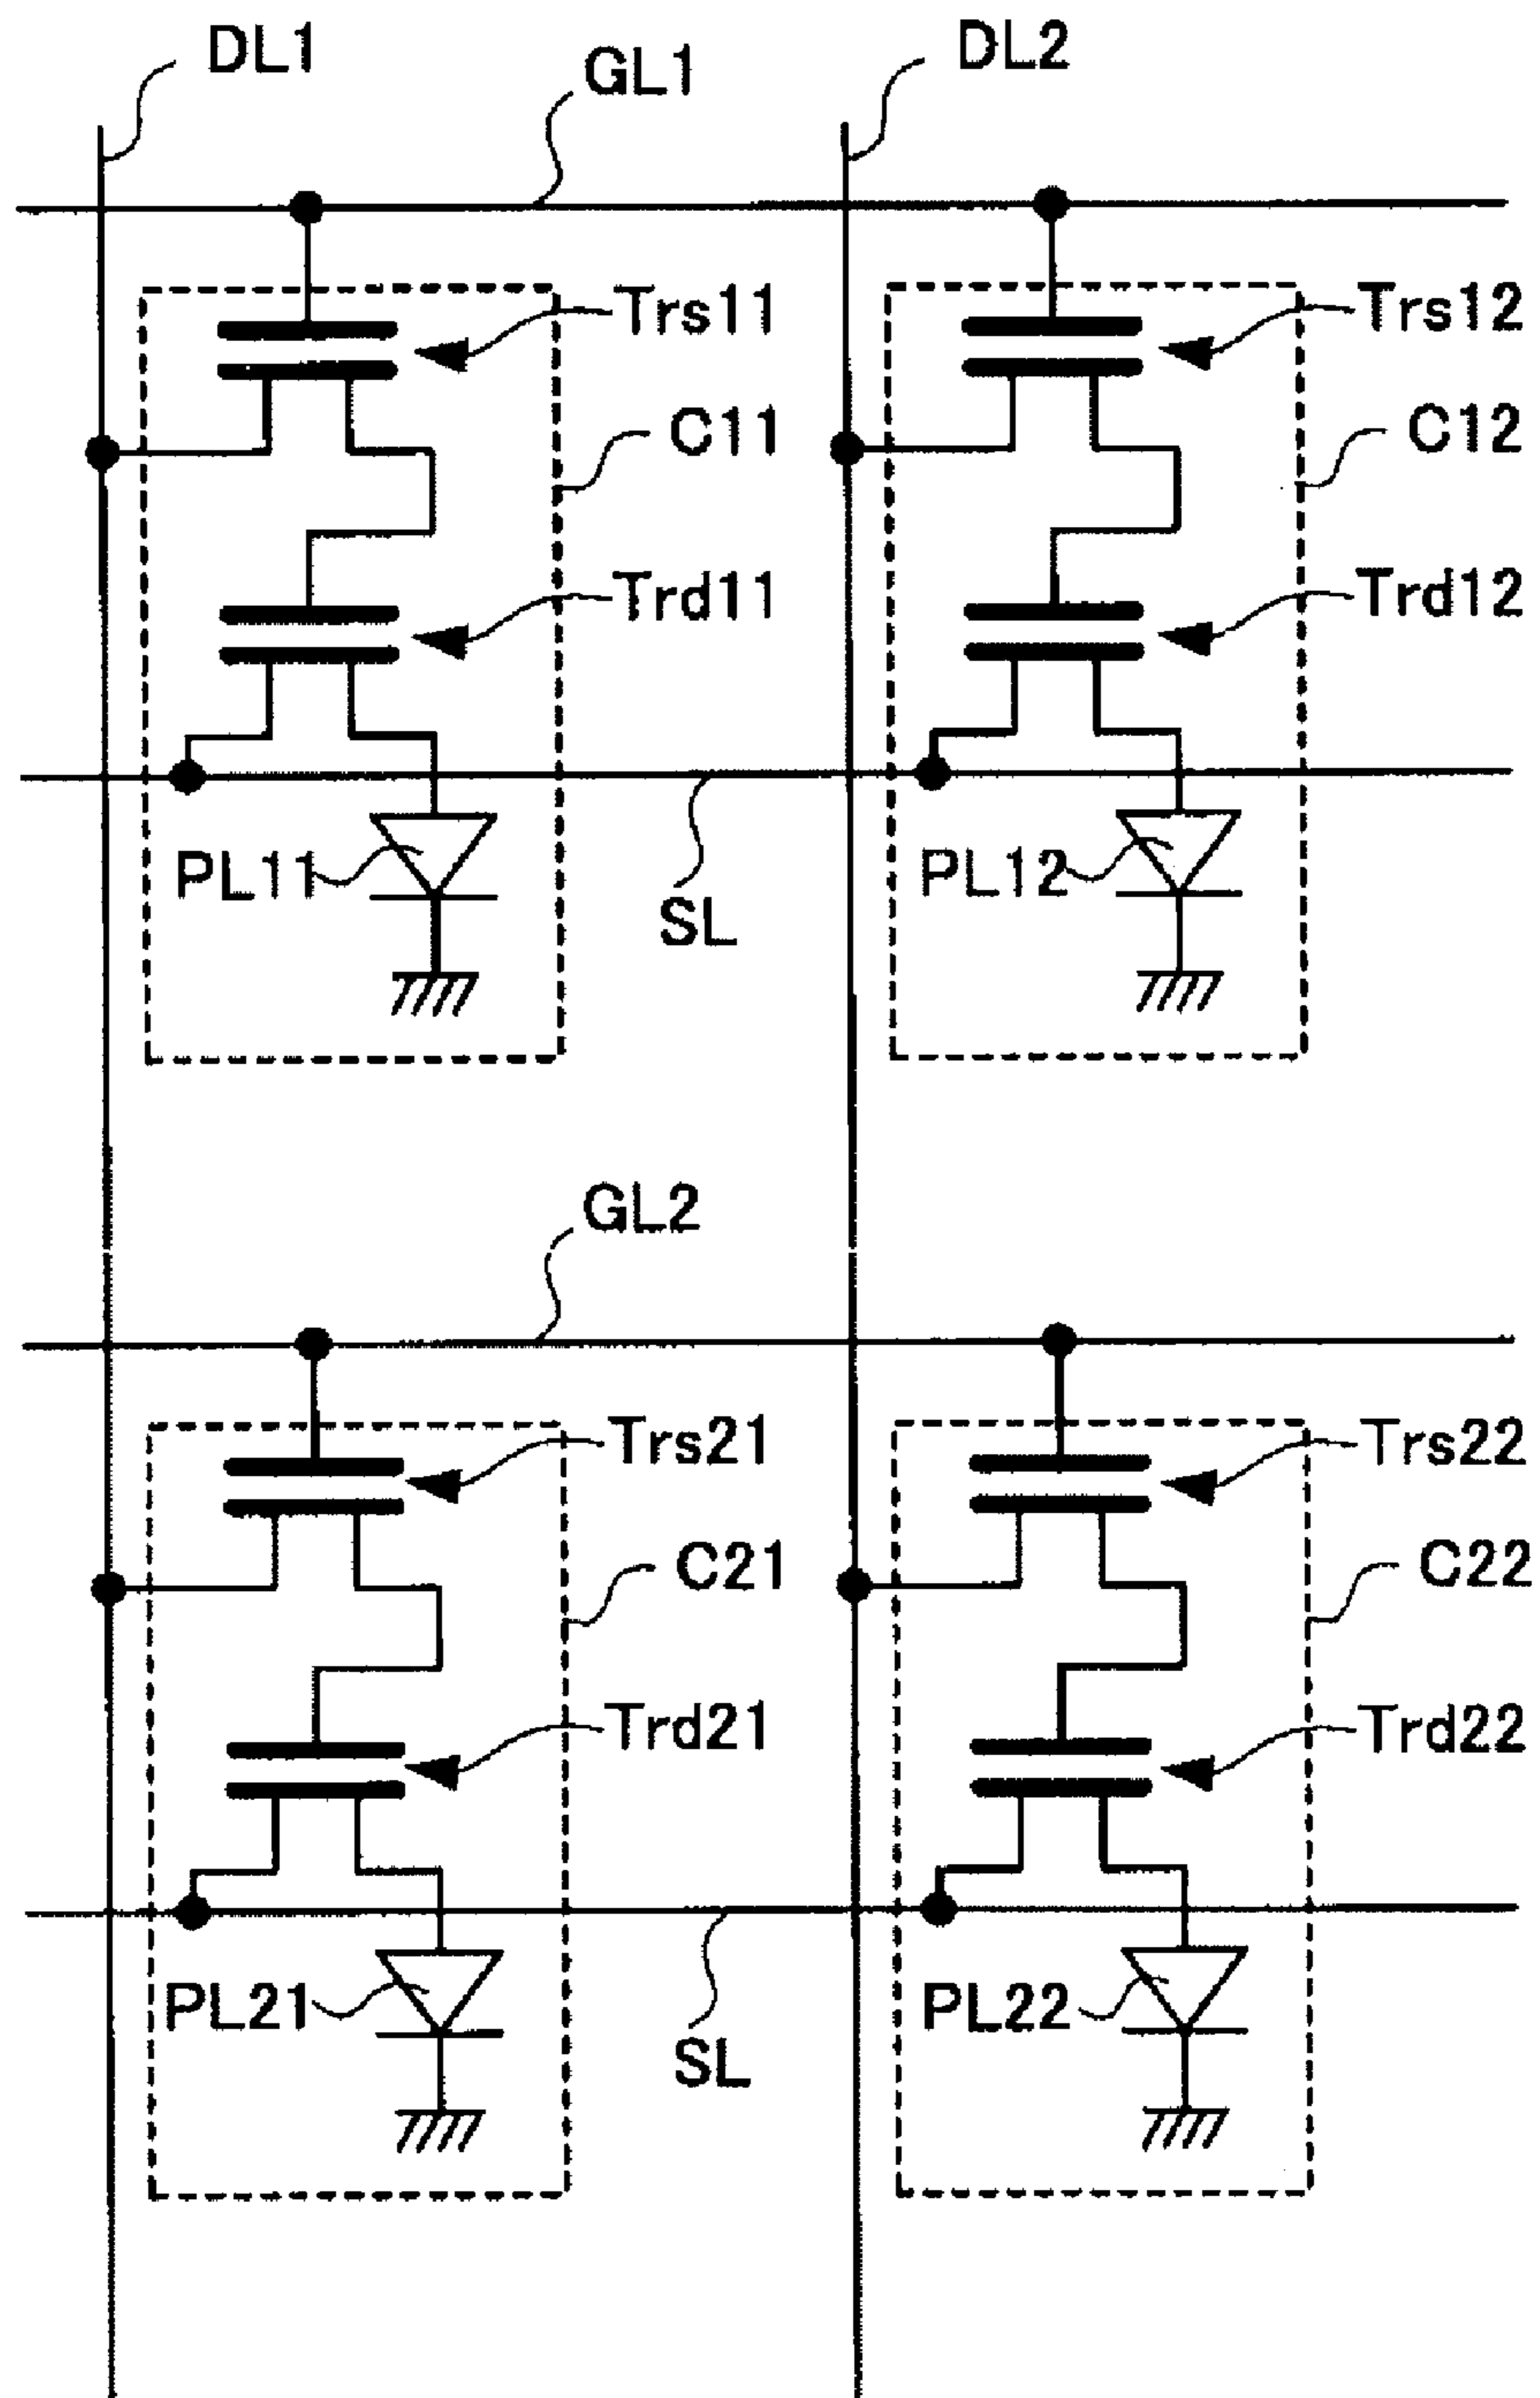 DL1
GL1
DL2
Trs11
Trs12
C11
C12
Trd11
Trd12
PL11
SL
PL12
GL2
Trs21
Trs22
C21
C22
Trd21
Trd22
PL21
SL
PL22